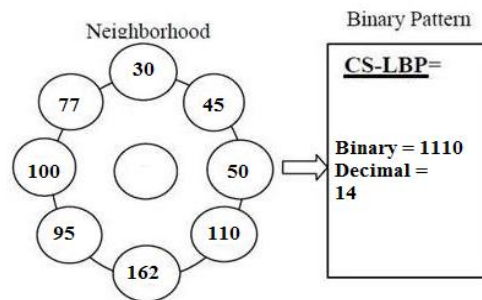 Binary Pattern
Neighborhood
CS-LBP=
30
77
45
100
50
Binary = 1110
Decimal =
14
95
110
162